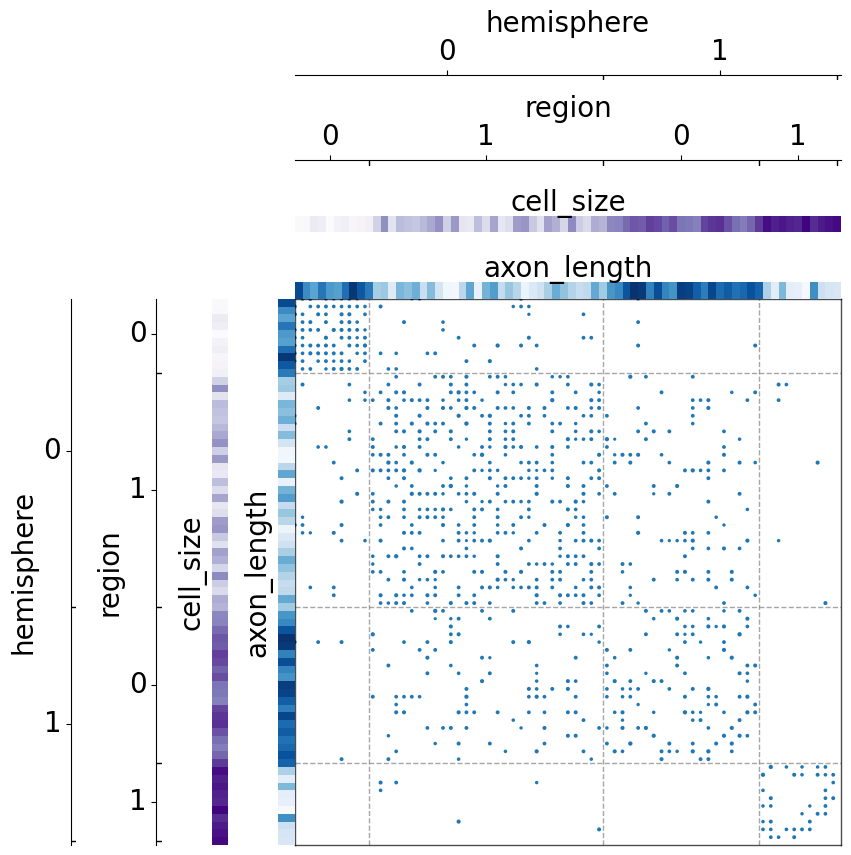 hemisphere
0 1
region
0 1 0 1
cell_size
axon_length
0
0
1
0
1
1
hemisphere
region
cell_size
axon_length